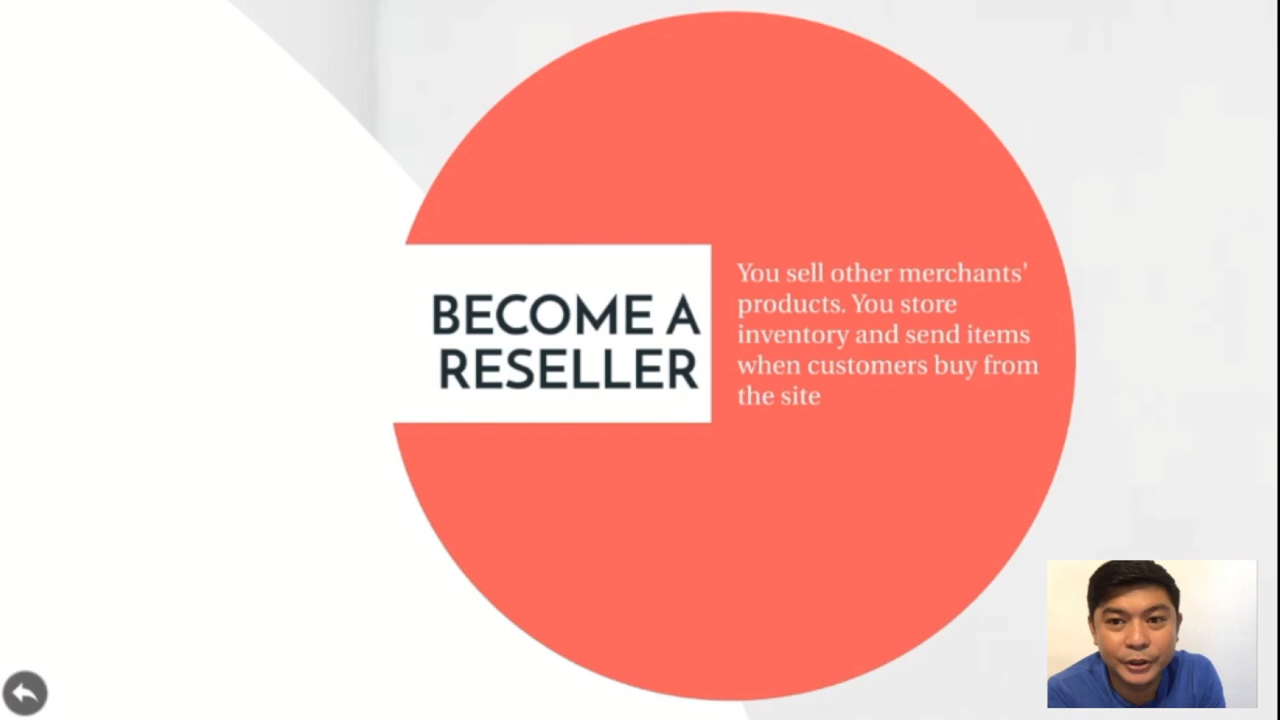 BECOME A
RESELLER
You sell other merchants'
products. You store
inventory and send items
when customers buy from
the site